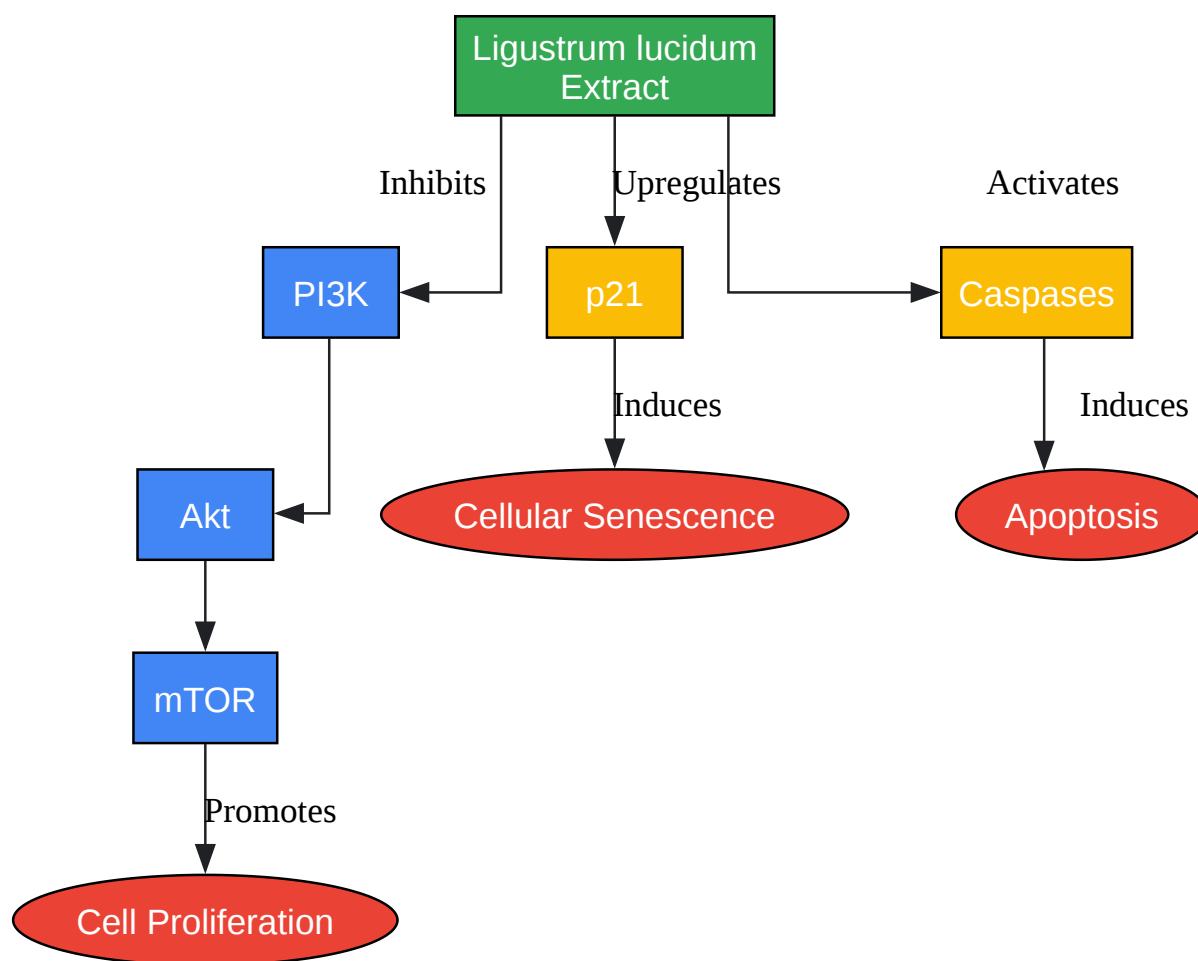 Ligustrum lucidum
Extract
Inhibits
Upregulates
Activates
PI3K
p21
Caspases
Induces
Induces
Akt
Cellular Senescence
Apoptosis
mTOR
Promotes
Cell Proliferation